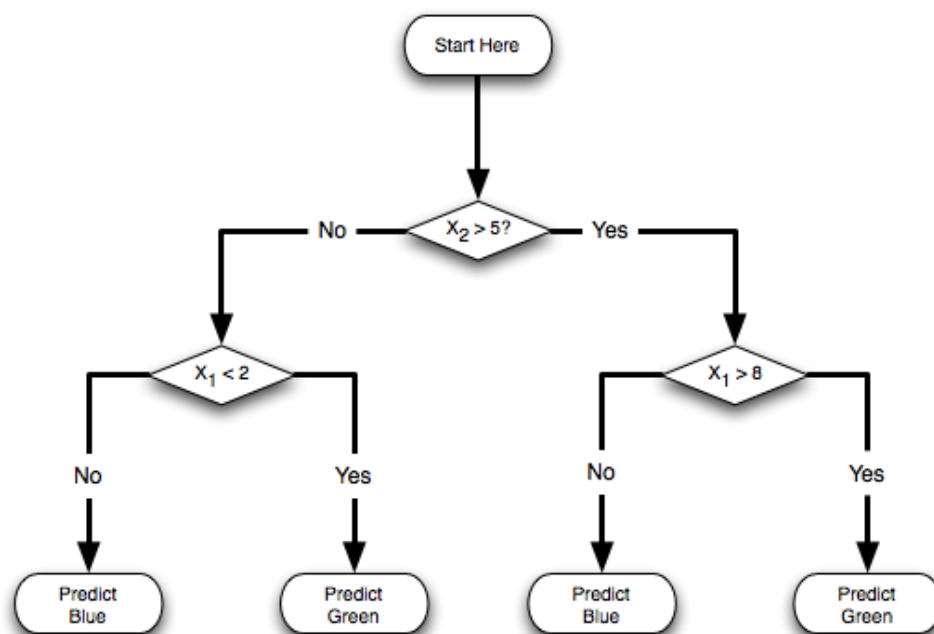 Start Here
No
X₂ > 5?
Yes
X₁ < 2
X₁ > 8
No
Yes
No
Yes
Predict
Blue
Predict
Green
Predict
Blue
Predict
Green